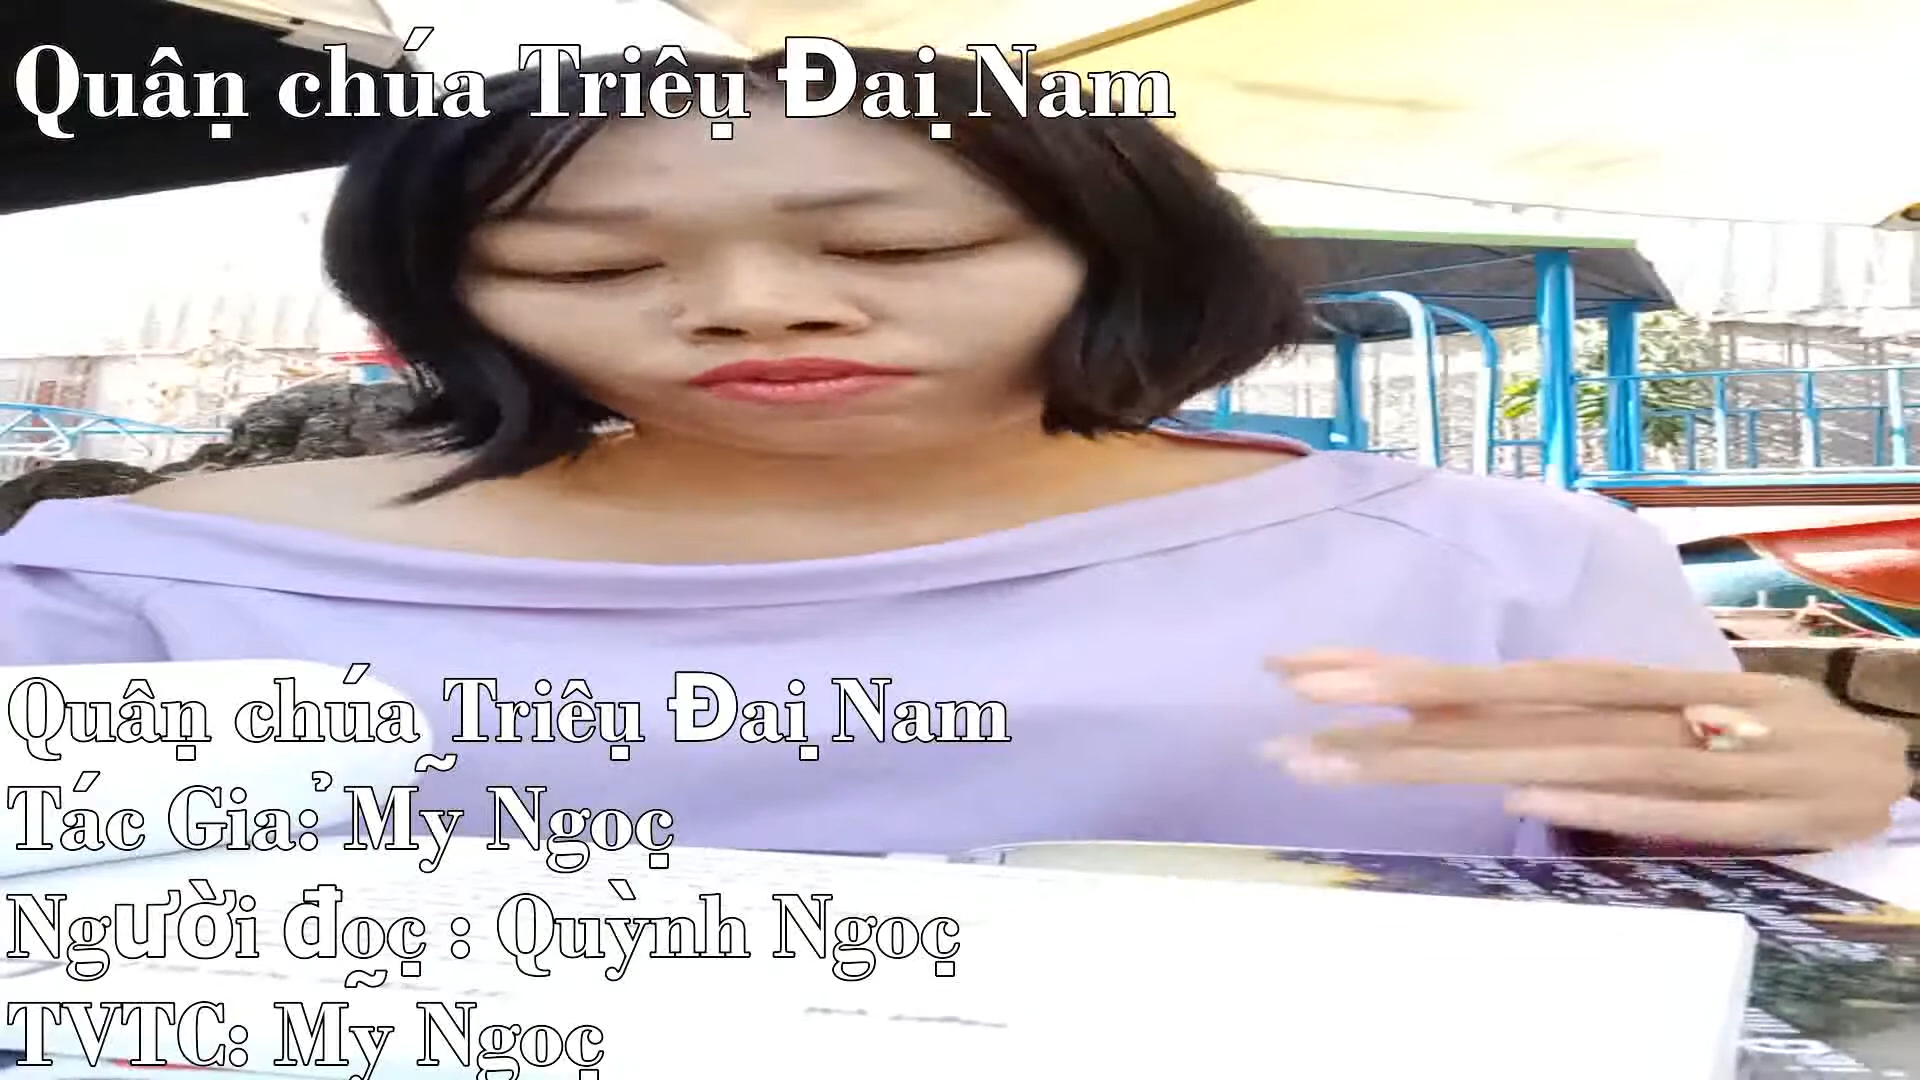 Quận chúa Triệu Đại Nam
Quận chúa Triệu Đại Nam
Tác Giả: Mỹ Ngọc
Người đọc : Quỳnh Ngọc
TVTC: Mỹ Ngọc